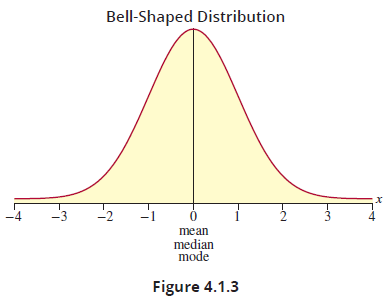 Bell-Shaped Distribution
x
-4 -3 -2 -1 0 1 2 3 4
mean
median
mode
Figure 4.1.3